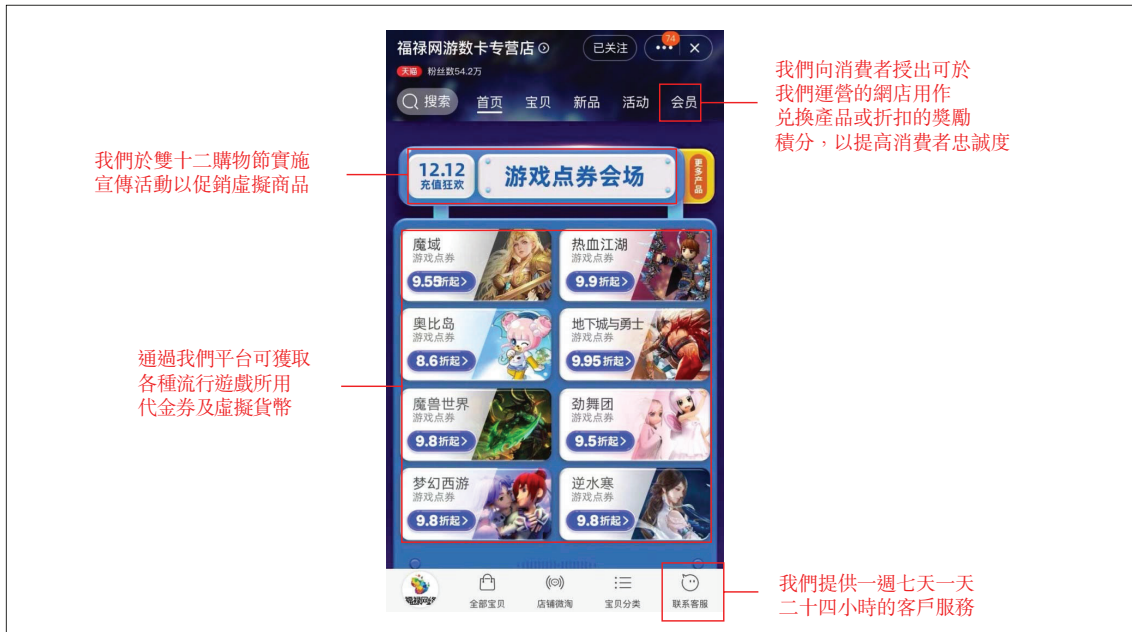 福禄网游数卡专营店
已关注
74
天猫 粉丝数54.2万
搜索 首页 宝贝 新品 活动 会员
我們向消費者授出可於
我們運營的網店用作
兌換產品或折扣的獎勵
積分，以提高消費者忠誠度
我們於雙十二購物節實施
宣傳活動以促銷虛擬商品
12.12
充值狂欢
游戏点券会场
更多产品
魔域
游戏点券
9.55折起>
热血江湖
游戏点券
9.9折起>
奥比岛
游戏点券
8.6折起>
地下城与勇士
游戏点券
9.95折起>
通過我們平台可獲取
各種流行遊戲所用
代金券及虛擬貨幣
魔兽世界
游戏点券
9.8折起>
劲舞团
游戏点券
9.5折起>
梦幻西游
游戏点券
9.8折起>
逆水寒
游戏点券
9.8折起>
福禄网游
全部宝贝
店铺微淘
宝贝分类
联系客服
我們提供一週七天一天
二十四小時的客戶服務